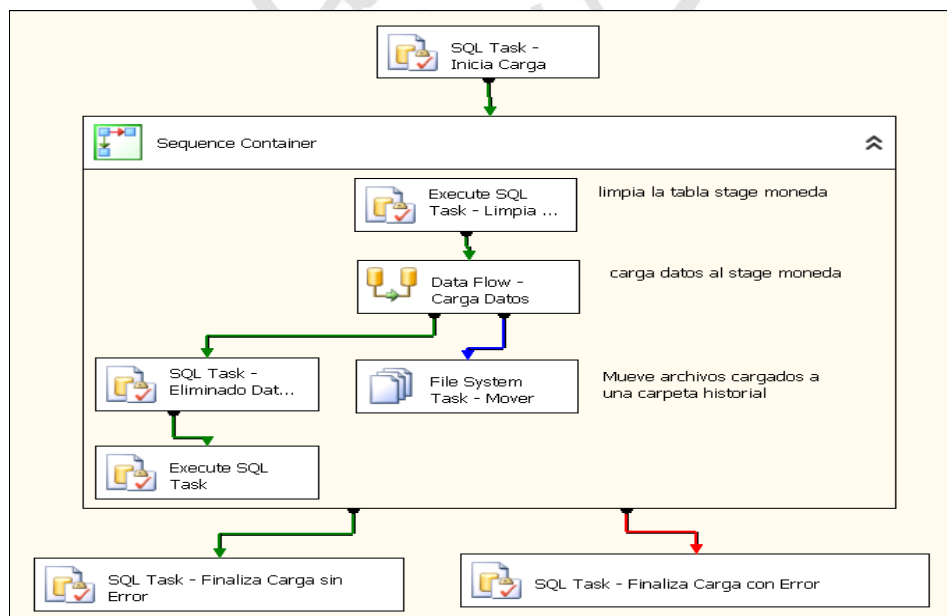 SQL Task -
Inicia Carga
Sequence Container
Execute SQL
Task - Limpia ...
limpia la tabla stage moneda
Data Flow -
Carga Datos
carga datos al stage moneda
SQL Task -
Eliminado Dat...
File System
Task - Mover
Mueve archivos cargados a
una carpeta historial
Execute SQL
Task
SQL Task - Finaliza Carga sin
Error
SQL Task - Finaliza Carga con Error